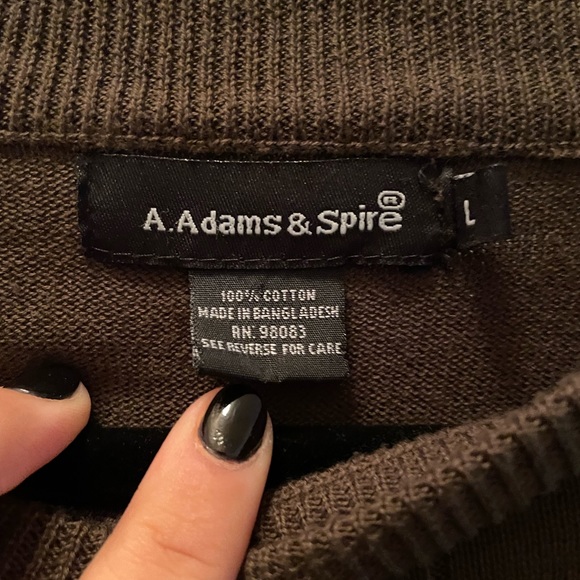 A.Adams & Spire®
L
100% COTTON
MADE IN BANGLADESH
RN. 98083
SEE REVERSE FOR CARE